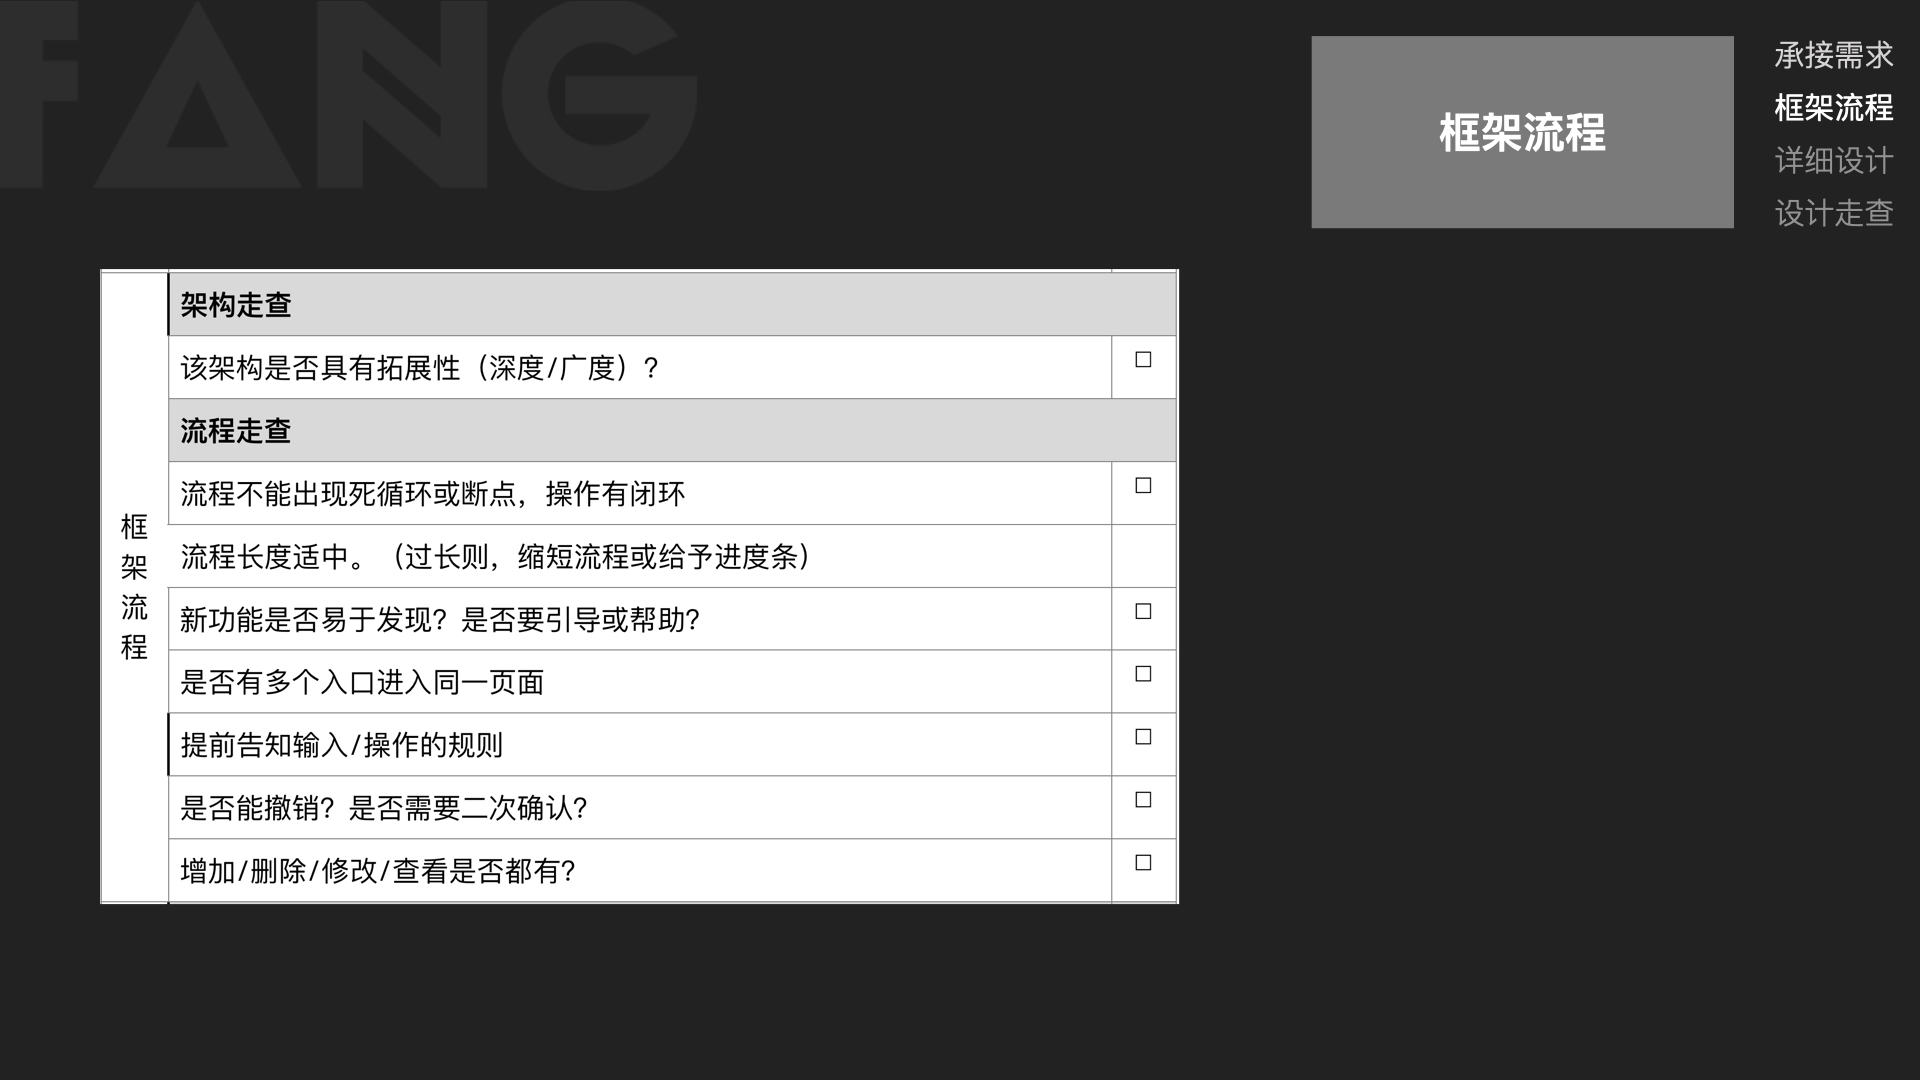 FANG
框架流程
承接需求
框架流程
详细设计
设计走查
框架流程
架构走查
该架构是否具有拓展性（深度/广度）?
流程走查
流程不能出现死循环或断点，操作有闭环
流程长度适中。（过长则，缩短流程或给予进度条）
新功能是否易于发现? 是否要引导或帮助?
是否有多个入口进入同一页面
提前告知输入/操作的规则
是否能撤销? 是否需要二次确认?
增加/删除/修改/查看是否都有?